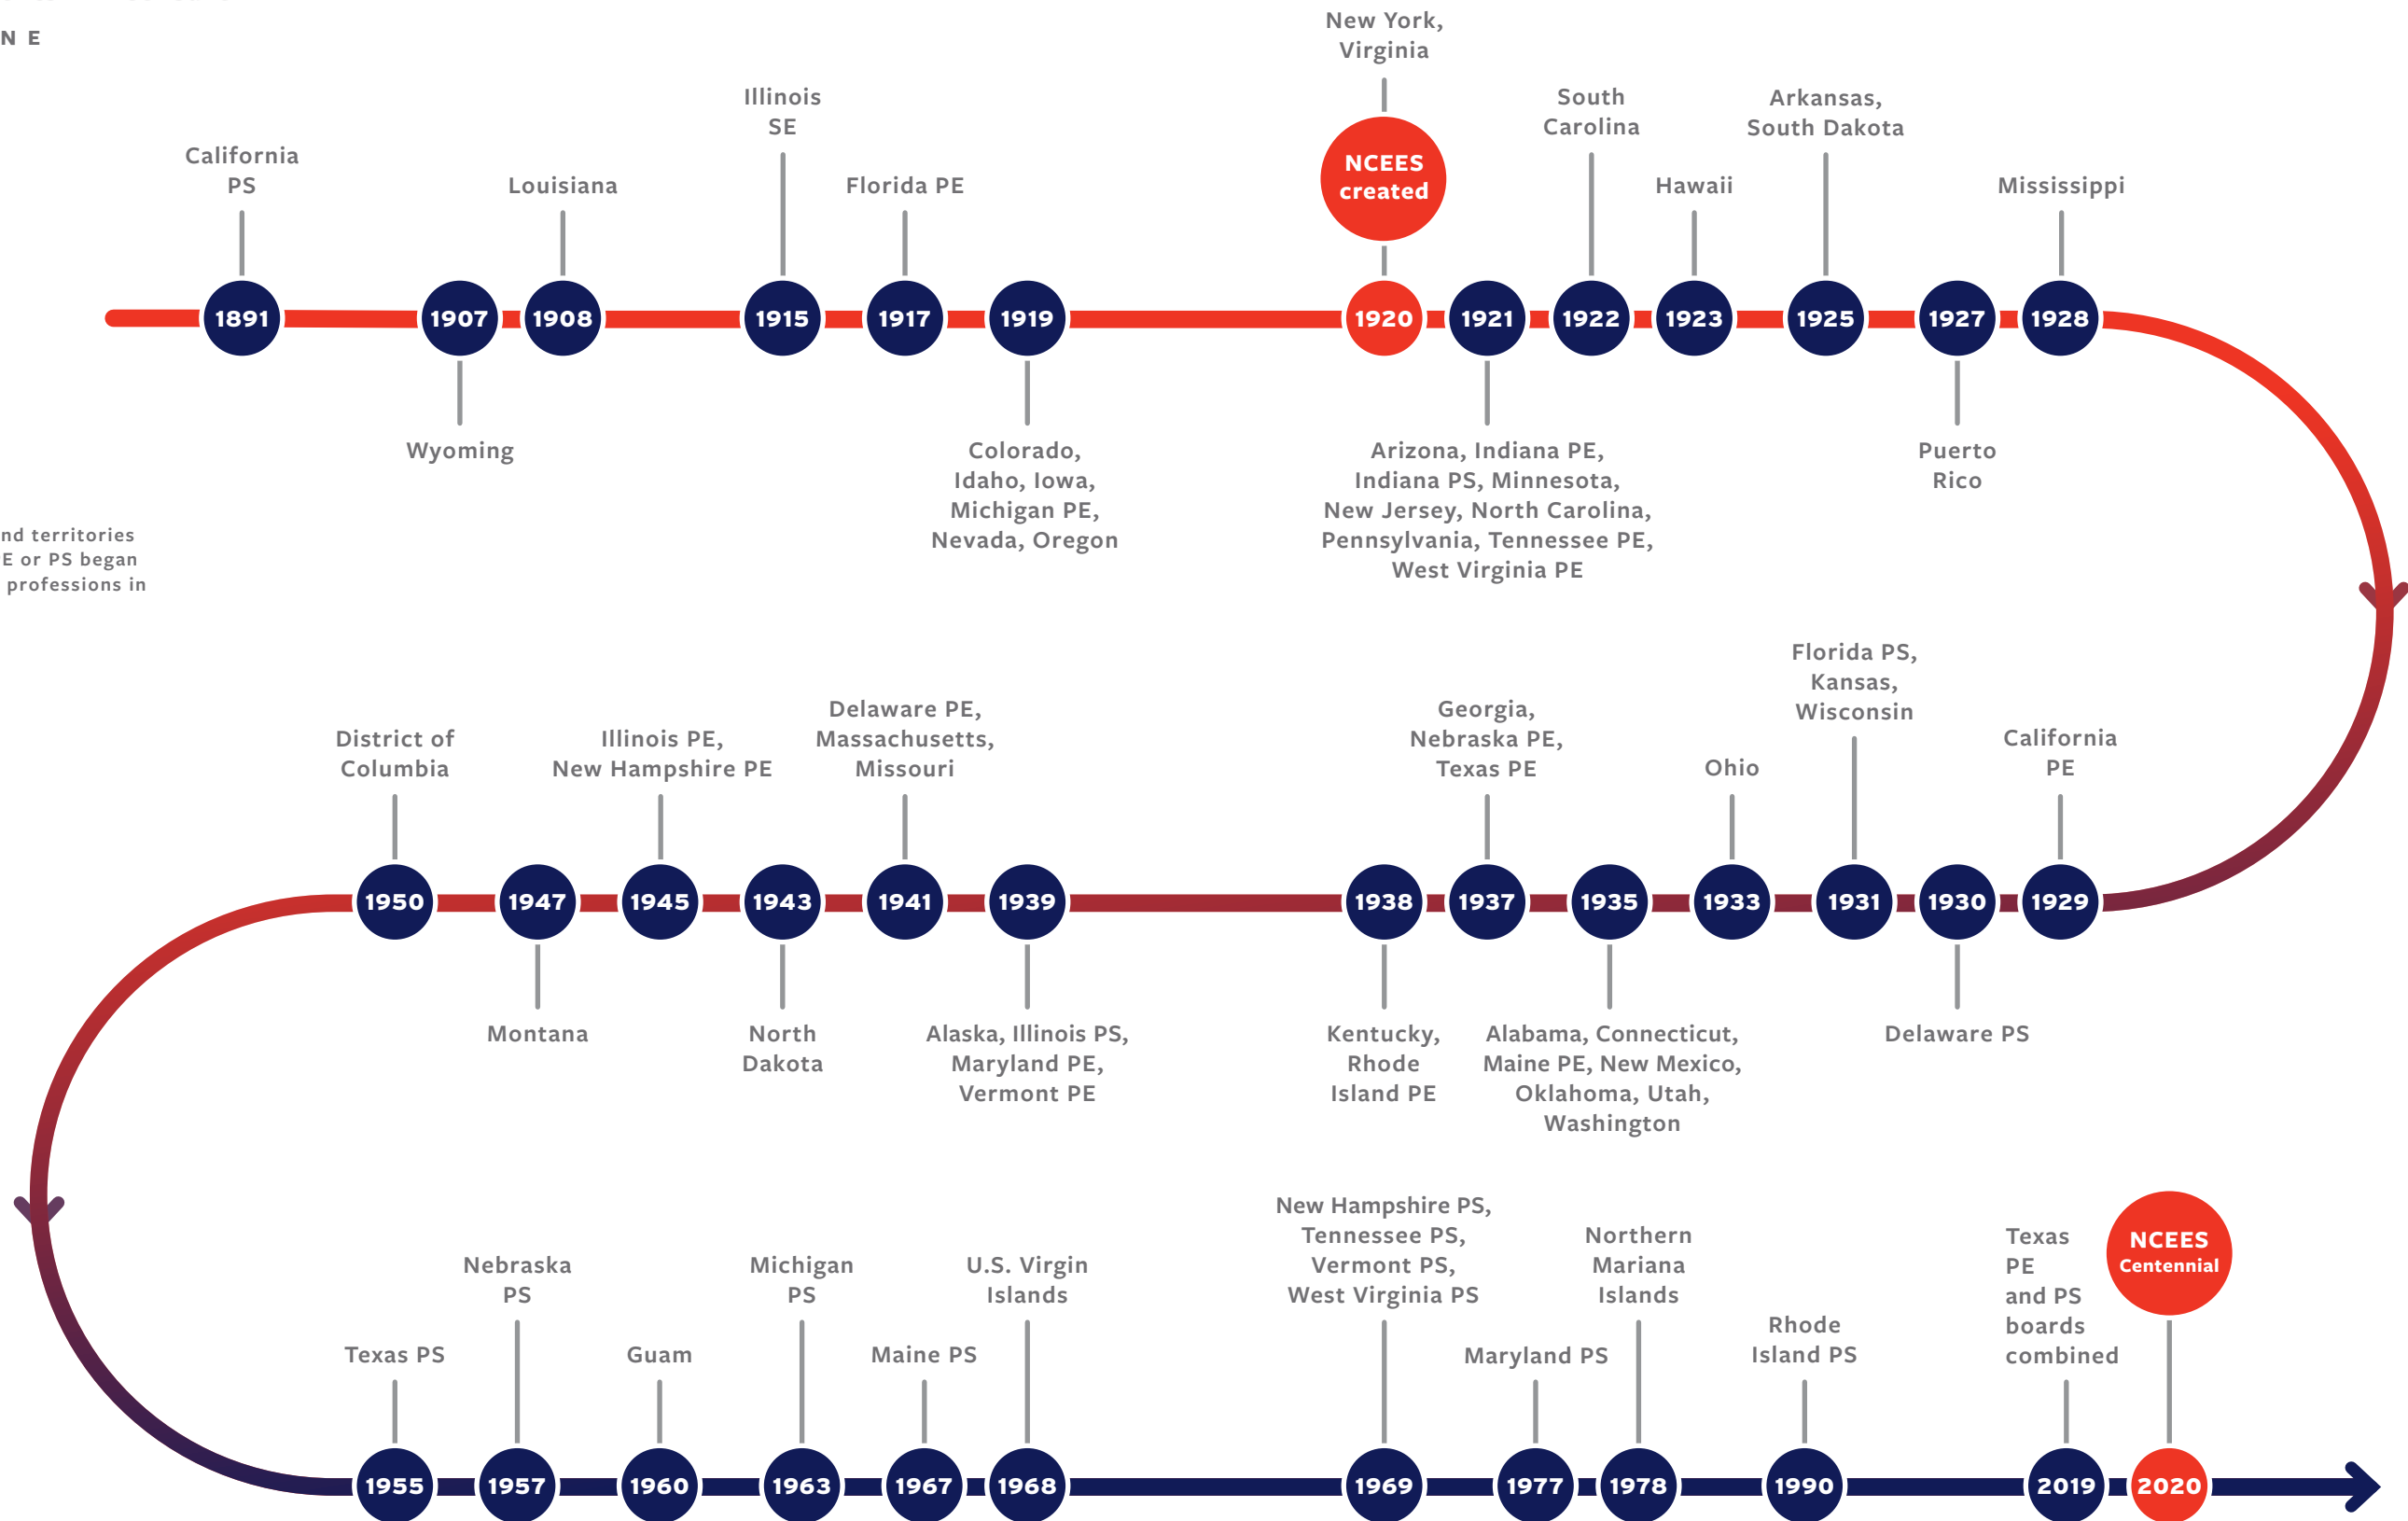 N E
New York,
Virginia
NCEES
created
California
PS
Louisiana
Illinois
SE
Florida PE
South
Carolina
Hawaii
Arkansas,
South Dakota
Mississippi
1891
1907
1908
1915
1917
1919
1920
1921
1922
1923
1925
1927
1928
Wyoming
Colorado,
Idaho, Iowa,
Michigan PE,
Nevada, Oregon
Arizona, Indiana PE,
Indiana PS, Minnesota,
New Jersey, North Carolina,
Pennsylvania, Tennessee PE,
West Virginia PE
Puerto
Rico
nd territories
E or PS began
professions in
District of
Columbia
Illinois PE,
New Hampshire PE
Delaware PE,
Massachusetts,
Missouri
Georgia,
Nebraska PE,
Texas PE
Ohio
Florida PS,
Kansas,
Wisconsin
California
PE
1950
1947
1945
1943
1941
1939
1938
1937
1935
1933
1931
1930
1929
Montana
North
Dakota
Alaska, Illinois PS,
Maryland PE,
Vermont PE
Kentucky,
Rhode
Island PE
Alabama, Connecticut,
Maine PE, New Mexico,
Oklahoma, Utah,
Washington
Delaware PS
Texas PS
Nebraska
PS
Guam
Michigan
PS
Maine PS
U.S. Virgin
Islands
New Hampshire PS,
Tennessee PS,
Vermont PS,
West Virginia PS
Maryland PS
Northern
Mariana
Islands
Rhode
Island PS
Texas
PE
and PS
boards
combined
NCEES
Centennial
1955
1957
1960
1963
1967
1968
1969
1977
1978
1990
2019
2020